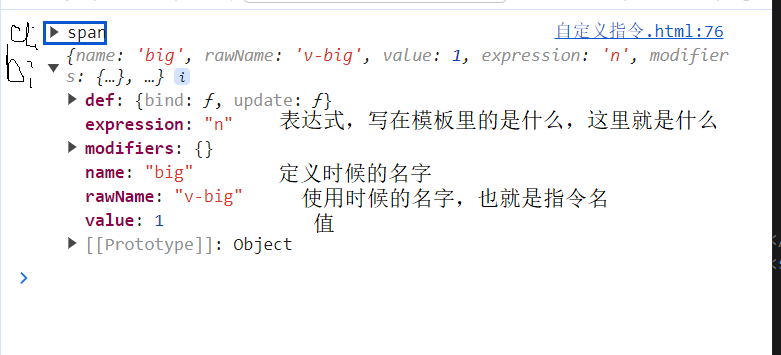 ▶ span 自定义指令.html:76
▼ {name: 'big', rawName: 'v-big', value: 1, expression: 'n', modifier
s: {…}, …} i
▶ def: {bind: ƒ, update: ƒ}
expression: "n" 表达式，写在模板里的是什么，这里就是什么
▶ modifiers: {}
name: "big" 定义时候的名字
rawName: "v-big" 使用时候的名字，也就是指令名
value: 1 值
▶ [[Prototype]]: Object
>